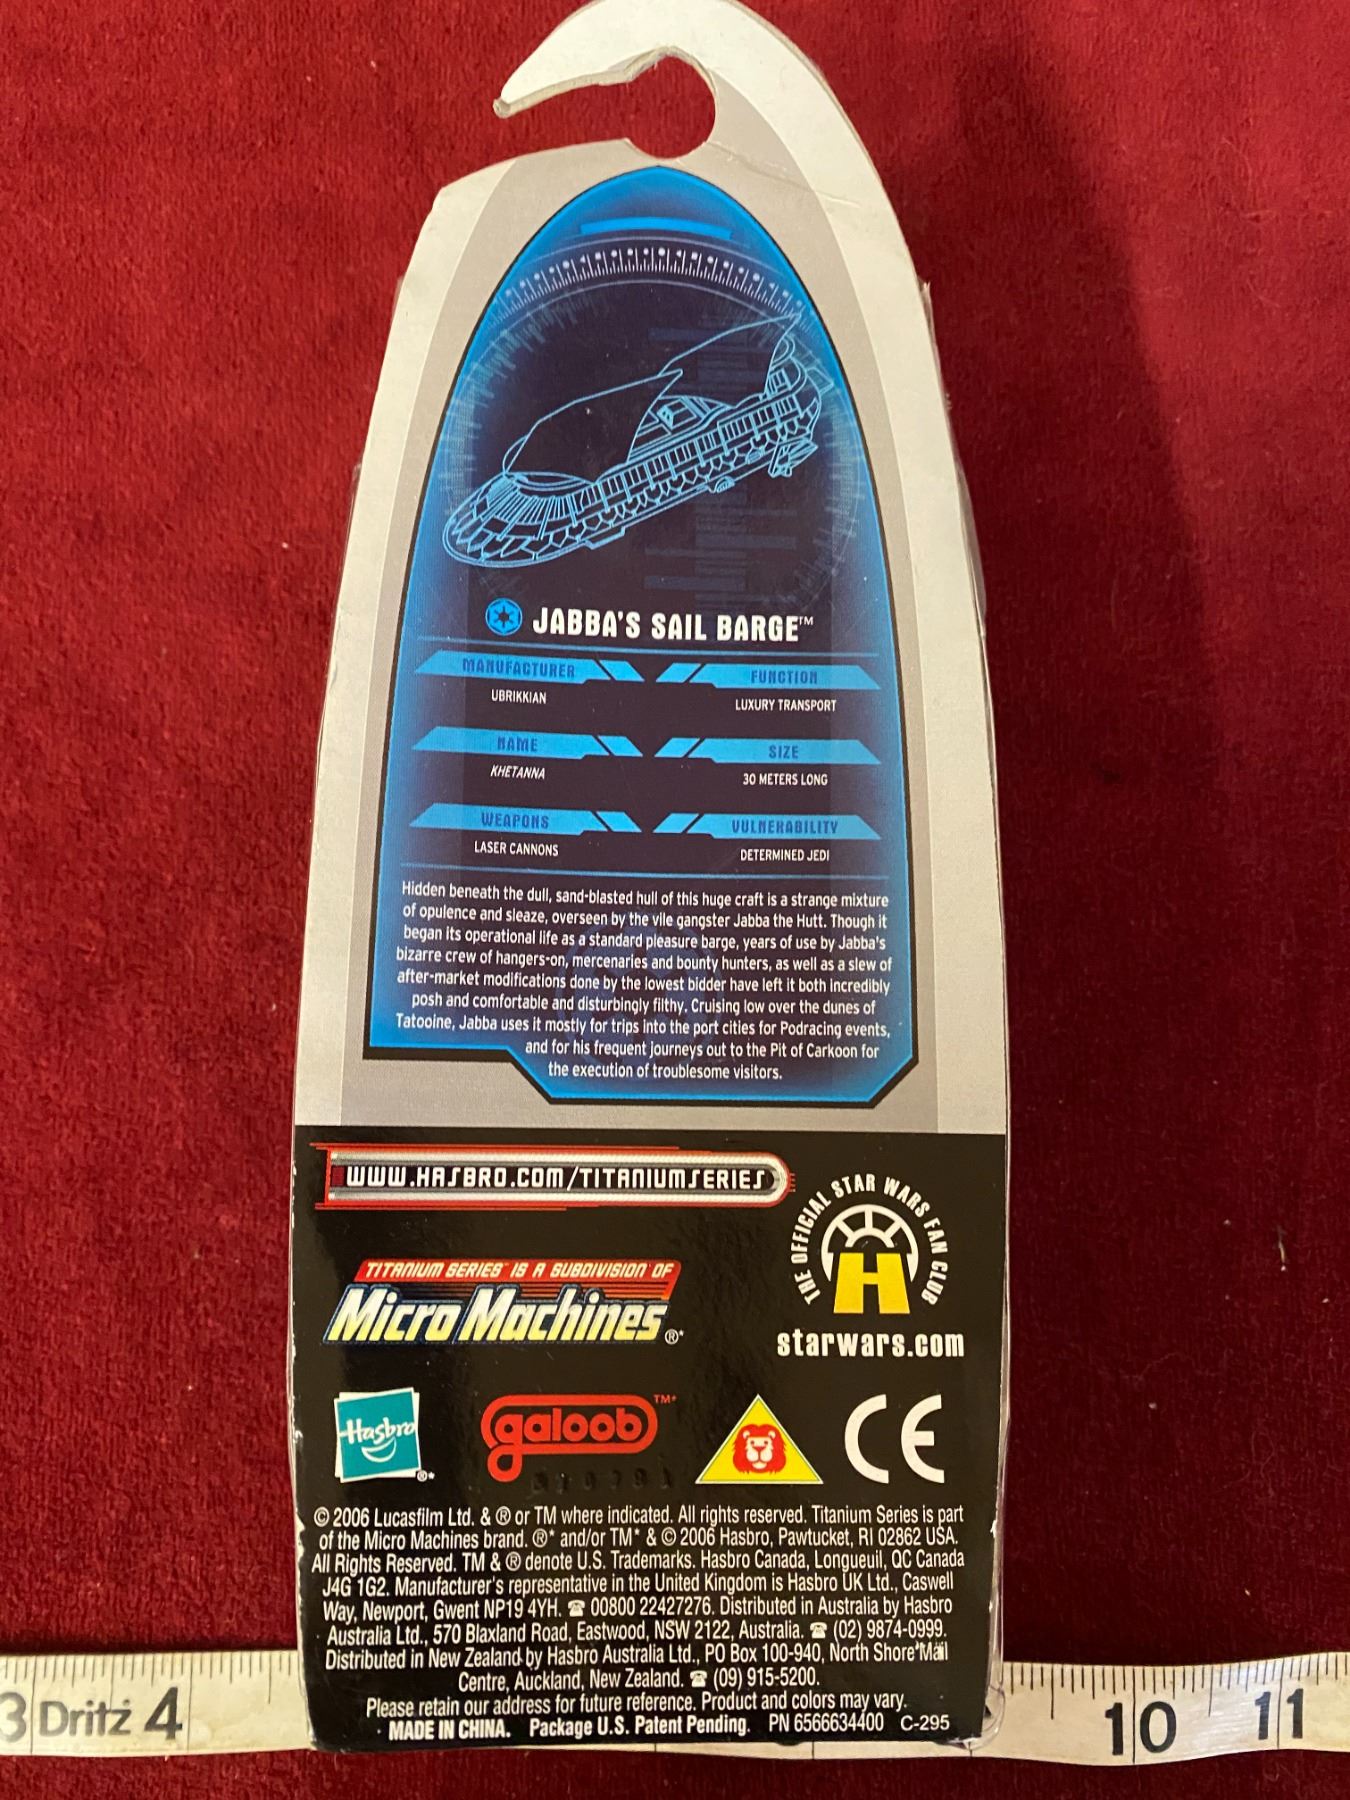 JABBA'S SAIL BARGE™
MANUFACTURER
UBRIKKIAN
FUNCTION
LUXURY TRANSPORT
NAME
KHETANNA
SIZE
30 METERS LONG
WEAPONS
LASER CANNONS
VULNERABILITY
DETERMINED JEDI
Hidden beneath the dull, sand-blasted hull of this huge craft is a strange mixture
of opulence and sleaze, overseen by the vile gangster Jabba the Hutt. Though it
began its operational life as a standard pleasure barge, years of use by Jabba's
bizarre crew of hangers-on, mercenaries and bounty hunters, as well as a slew of
after-market modifications done by the lowest bidder have left it both incredibly
posh and comfortable and disturbingly filthy. Cruising low over the dunes of
Tatooine, Jabba uses it mostly for trips into the port cities for Podracing events,
and for his frequent journeys out to the Pit of Carkoon for
the execution of troublesome visitors.
WWW.HASBRO.COM/TITANIUMSERIES
THE OFFICIAL STAR WARS FAN CLUB
H
starwars.com
TITANIUM SERIES™ IS A SUBDIVISION OF
Micro Machines®*
Hasbro®*
galoob™*
CE
© 2006 Lucasfilm Ltd. & ® or TM where indicated. All rights reserved. Titanium Series is part
of the Micro Machines brand. ®* and/or TM* & © 2006 Hasbro, Pawtucket, RI 02862 USA.
All Rights Reserved. TM & ® denote U.S. Trademarks. Hasbro Canada, Longueuil, QC Canada
J4G 1G2. Manufacturer's representative in the United Kingdom is Hasbro UK Ltd., Caswell
Way, Newport, Gwent NP19 4YH. ☎ 00800 22427276. Distributed in Australia by Hasbro
Australia Ltd., 570 Blaxland Road, Eastwood, NSW 2122, Australia. ☎ (02) 9874-0999.
Distributed in New Zealand by Hasbro Australia Ltd., PO Box 100-940, North Shore Mail
Centre, Auckland, New Zealand. ☎ (09) 915-5200.
Please retain our address for future reference. Product and colors may vary.
MADE IN CHINA. Package U.S. Patent Pending. PN 6566634400 C-295
3 Dritz 4
10 11